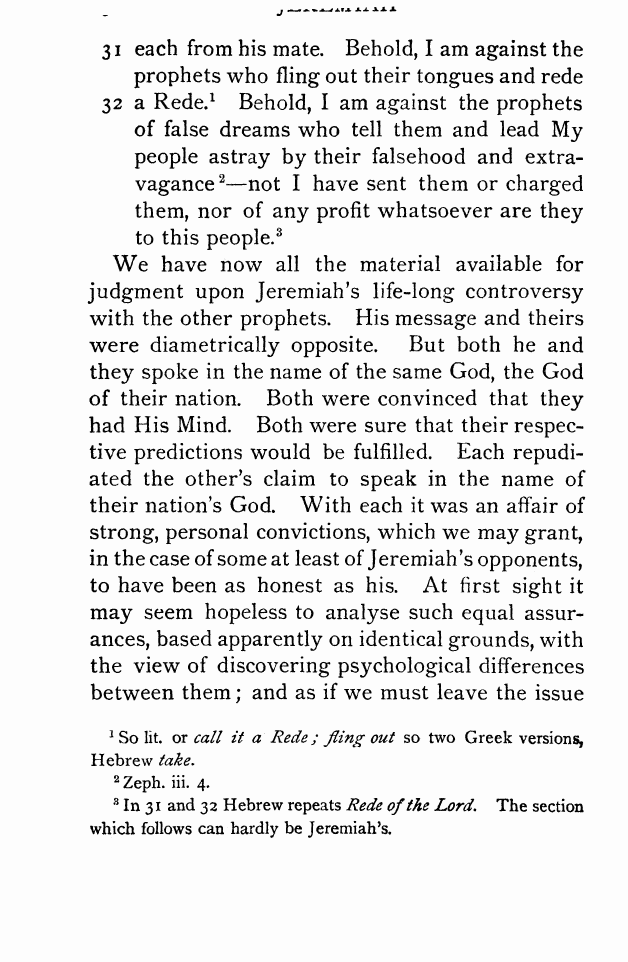 31 each from his mate. Behold, I am against the
prophets who fling out their tongues and rede
32 a Rede.¹ Behold, I am against the prophets
of false dreams who tell them and lead My
people astray by their falsehood and extra-
vagance ²—not I have sent them or charged
them, nor of any profit whatsoever are they
to this people.³
We have now all the material available for
judgment upon Jeremiah's life-long controversy
with the other prophets. His message and theirs
were diametrically opposite. But both he and
they spoke in the name of the same God, the God
of their nation. Both were convinced that they
had His Mind. Both were sure that their respec-
tive predictions would be fulfilled. Each repudi-
ated the other's claim to speak in the name of
their nation's God. With each it was an affair of
strong, personal convictions, which we may grant,
in the case of some at least of Jeremiah's opponents,
to have been as honest as his. At first sight it
may seem hopeless to analyse such equal assur-
ances, based apparently on identical grounds, with
the view of discovering psychological differences
between them; and as if we must leave the issue
¹ So lit. or call it a Rede; fling out so two Greek versions,
Hebrew take.
² Zeph. iii. 4.
³ In 31 and 32 Hebrew repeats Rede of the Lord. The section
which follows can hardly be Jeremiah's.